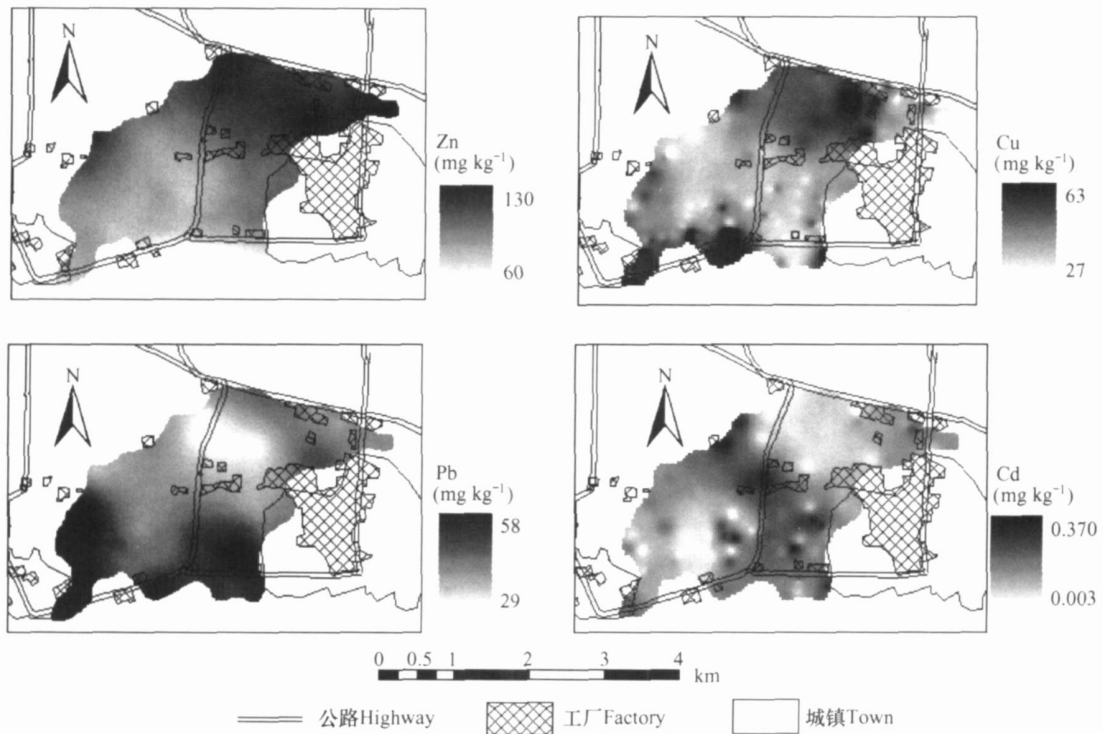 N
Zn
(mg kg⁻¹)
130
60
N
Cu
(mg kg⁻¹)
63
27
N
Pb
(mg kg⁻¹)
58
29
N
Cd
(mg kg⁻¹)
0.370
0.003
0 0.5 1 2 3 4
km
公路Highway 工厂Factory 城镇Town